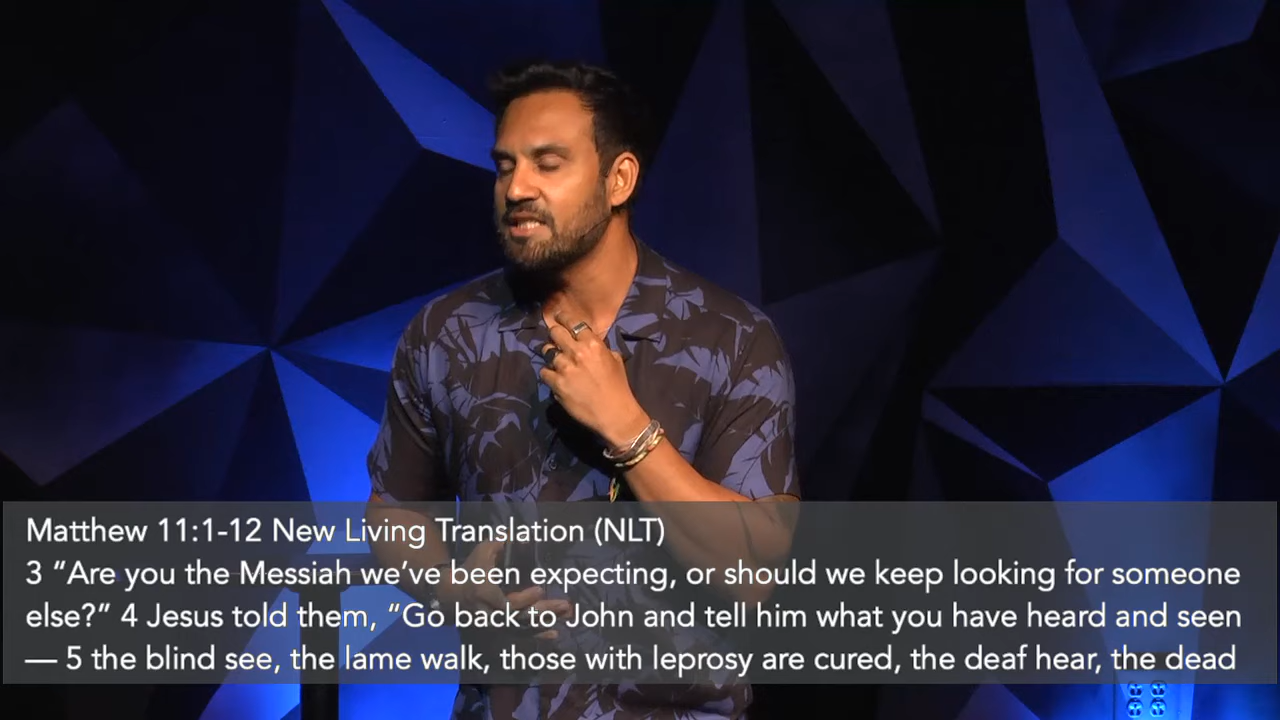 Matthew 11:1-12 New Living Translation (NLT)
3 “Are you the Messiah we’ve been expecting, or should we keep looking for someone
else?” 4 Jesus told them, “Go back to John and tell him what you have heard and seen
— 5 the blind see, the lame walk, those with leprosy are cured, the deaf hear, the dead